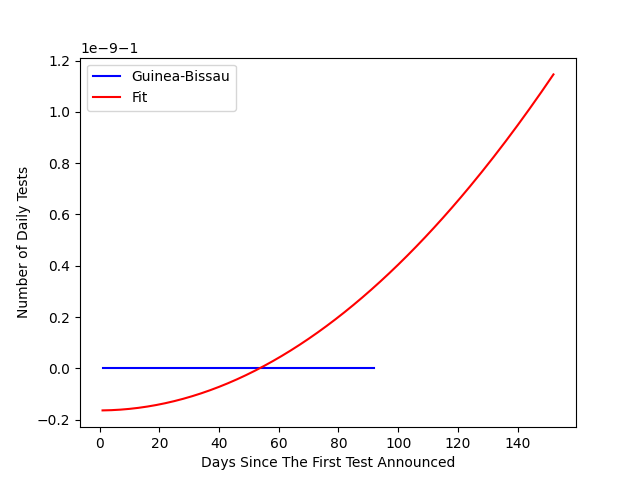 1e−9−1
1.2
1.0
0.8
0.6
0.4
0.2
0.0
−0.2
Number of Daily Tests
Guinea-Bissau
Fit
0 20 40 60 80 100 120 140
Days Since The First Test Announced